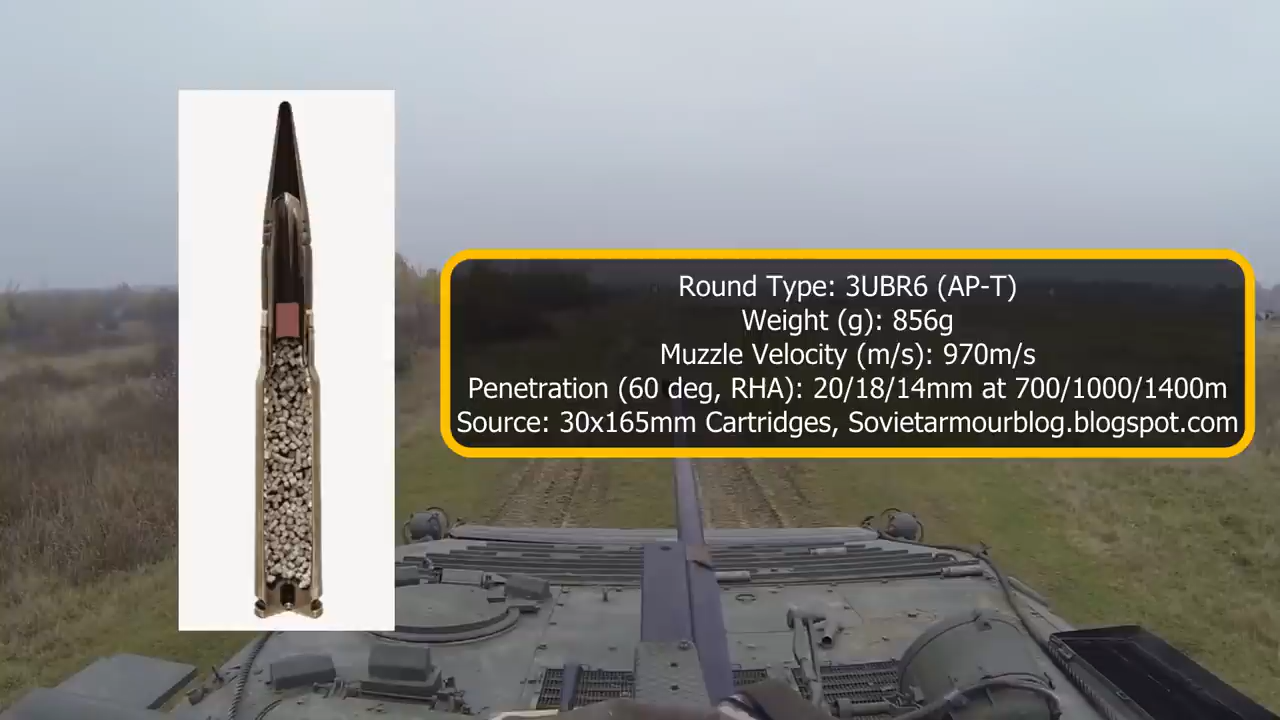 Round Type: 3UBR6 (AP-T)
Weight (g): 856g
Muzzle Velocity (m/s): 970m/s
Penetration (60 deg, RHA): 20/18/14mm at 700/1000/1400m
Source: 30x165mm Cartridges, Sovietarmourblog.blogspot.com